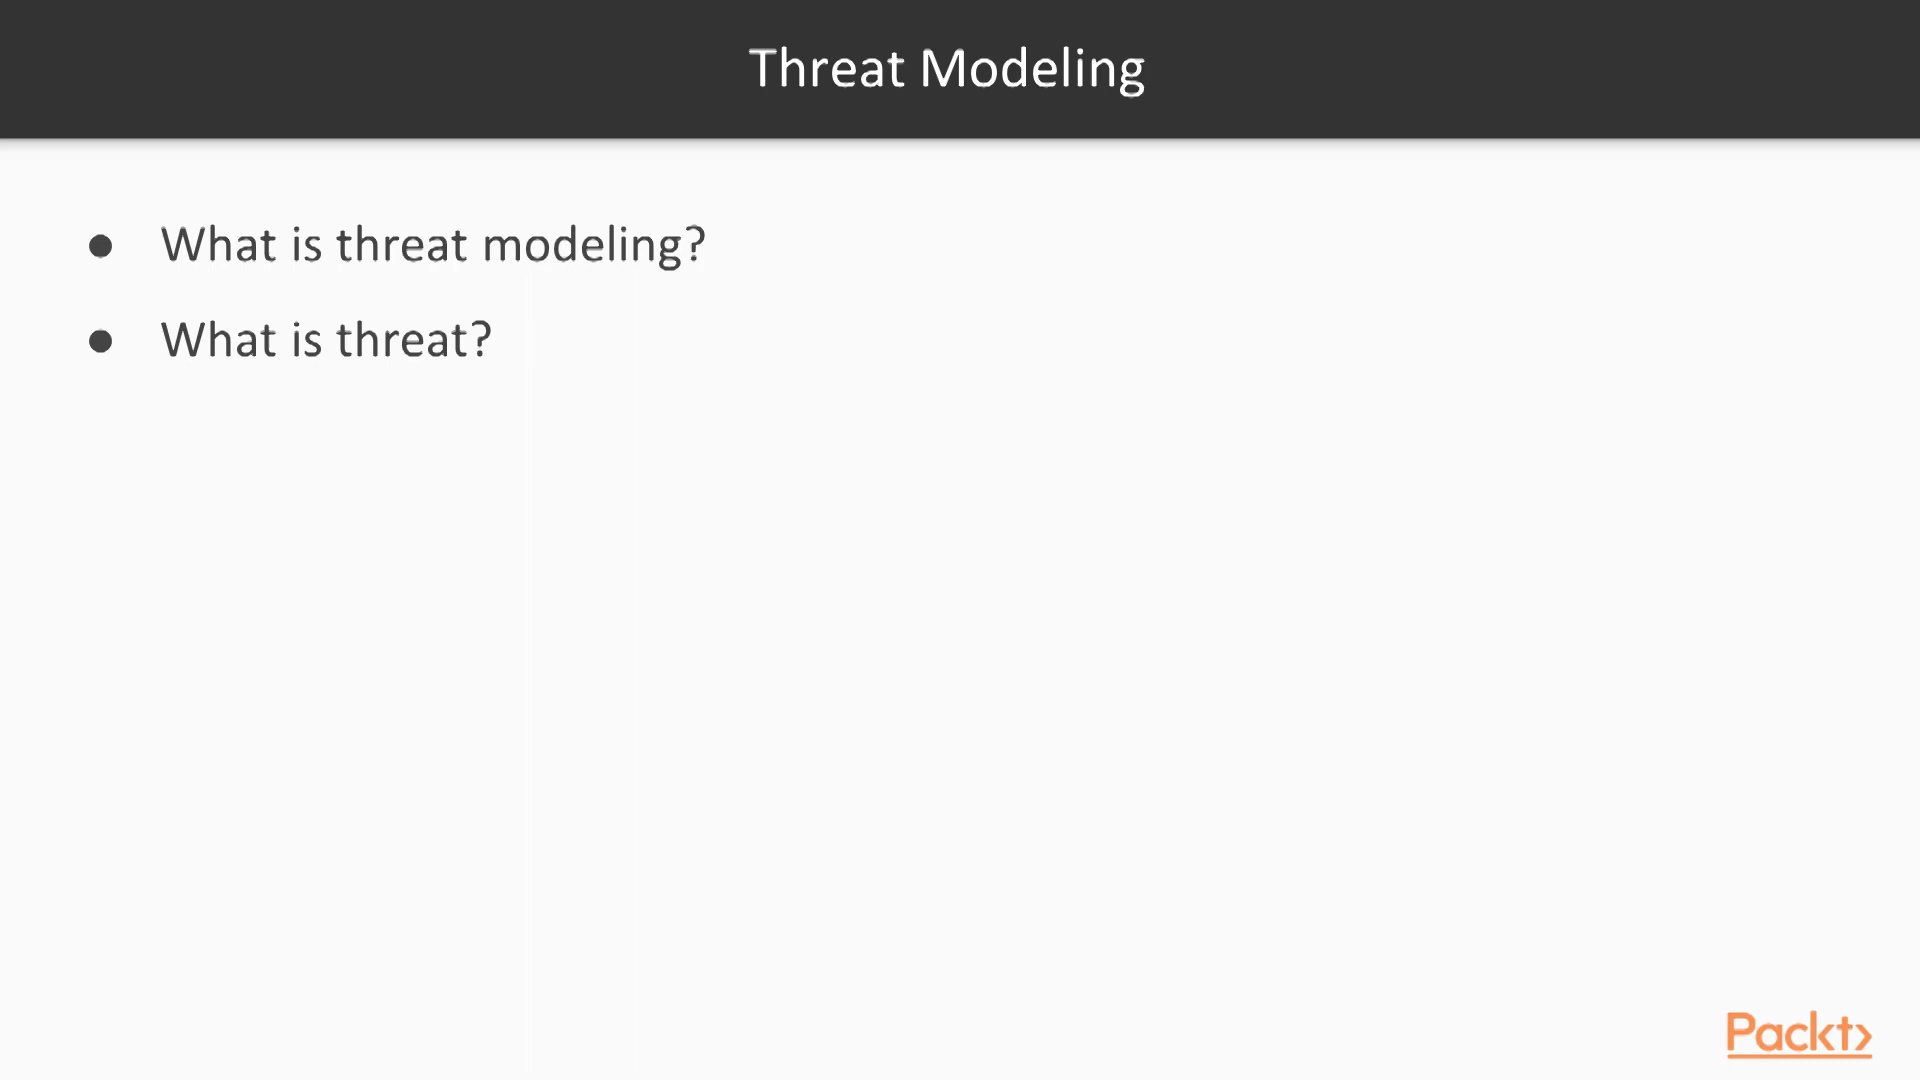 Threat Modeling
● What is threat modeling?
● What is threat?
Packt>